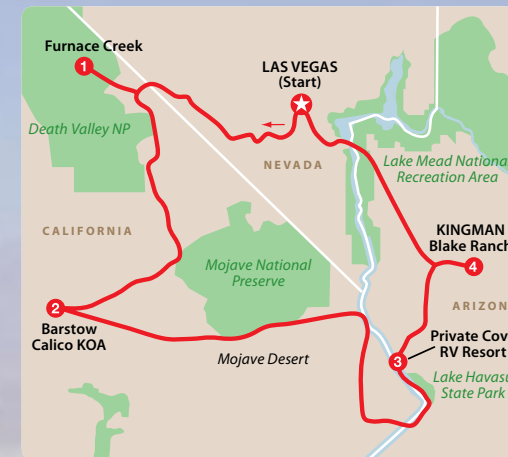 Furnace Creek
1
LAS VEGAS
(Start)
Death Valley NP
NEVADA
Lake Mead Nationa
Recreation Area
CALIFORNIA
KINGMAN
Blake Ranch
4
Mojave National
Preserve
2
ARIZON
Barstow
Calico KOA
Private Cov
RV Resort
3
Mojave Desert
Lake Havasu
State Park